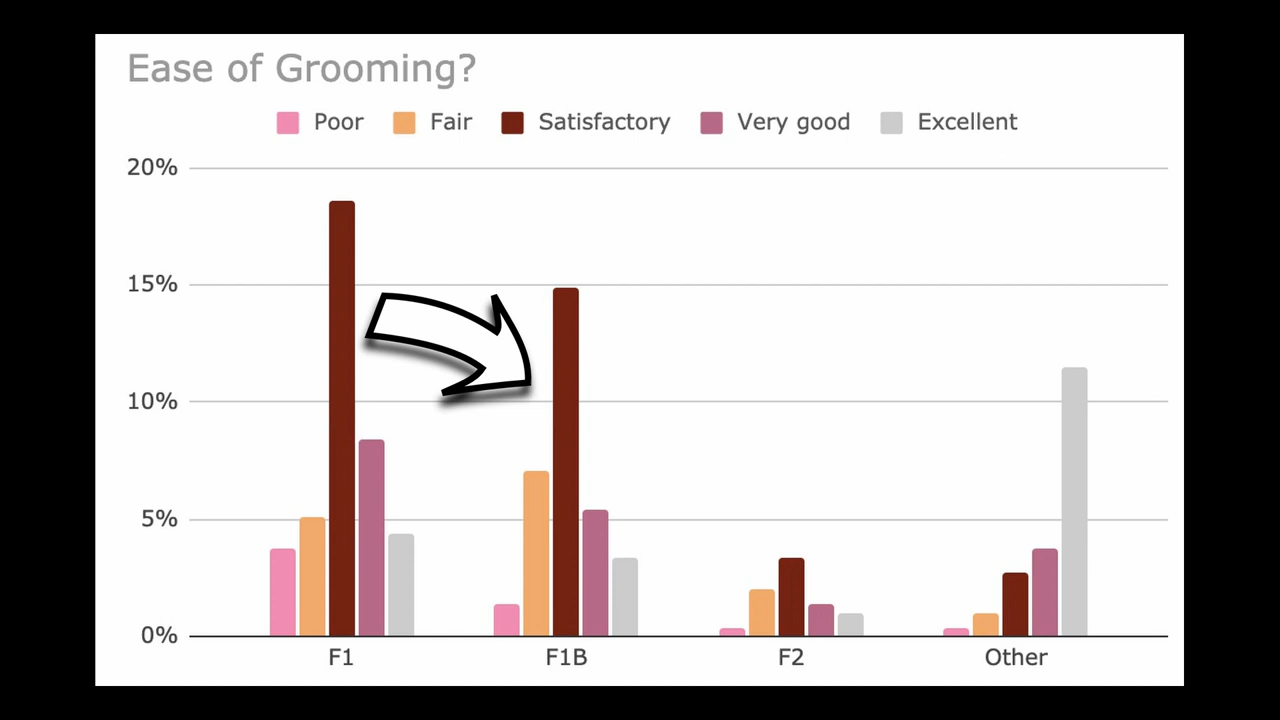 Ease of Grooming?
Poor Fair Satisfactory Very good Excellent
20%
15%
10%
5%
0%
F1 F1B F2 Other